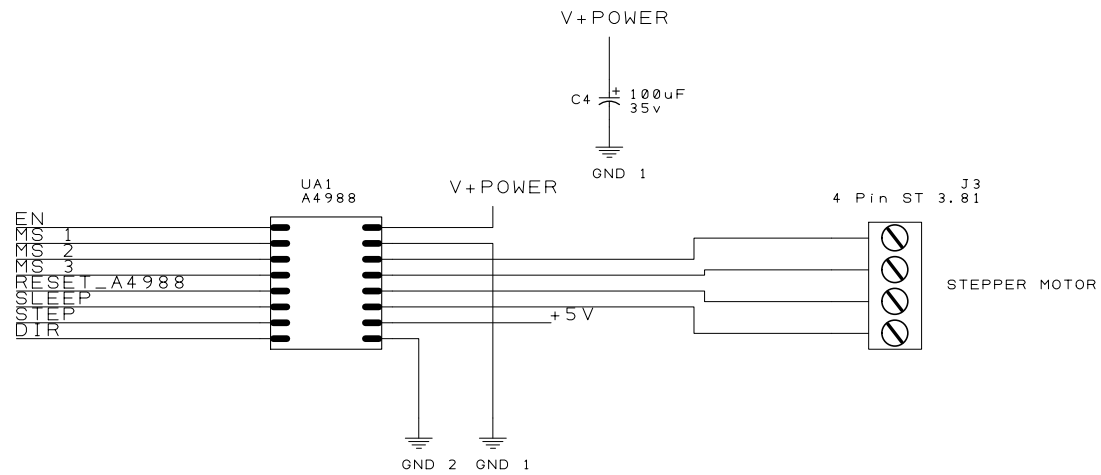 V+POWER
C4
+
100uF
35v
GND 1
UA1
A4988
V+POWER
J3
4 Pin ST 3.81
EN
MS 1
MS 2
MS 3
RESET_A4988
SLEEP
STEP
DIR
+5V
STEPPER MOTOR
GND 2
GND 1